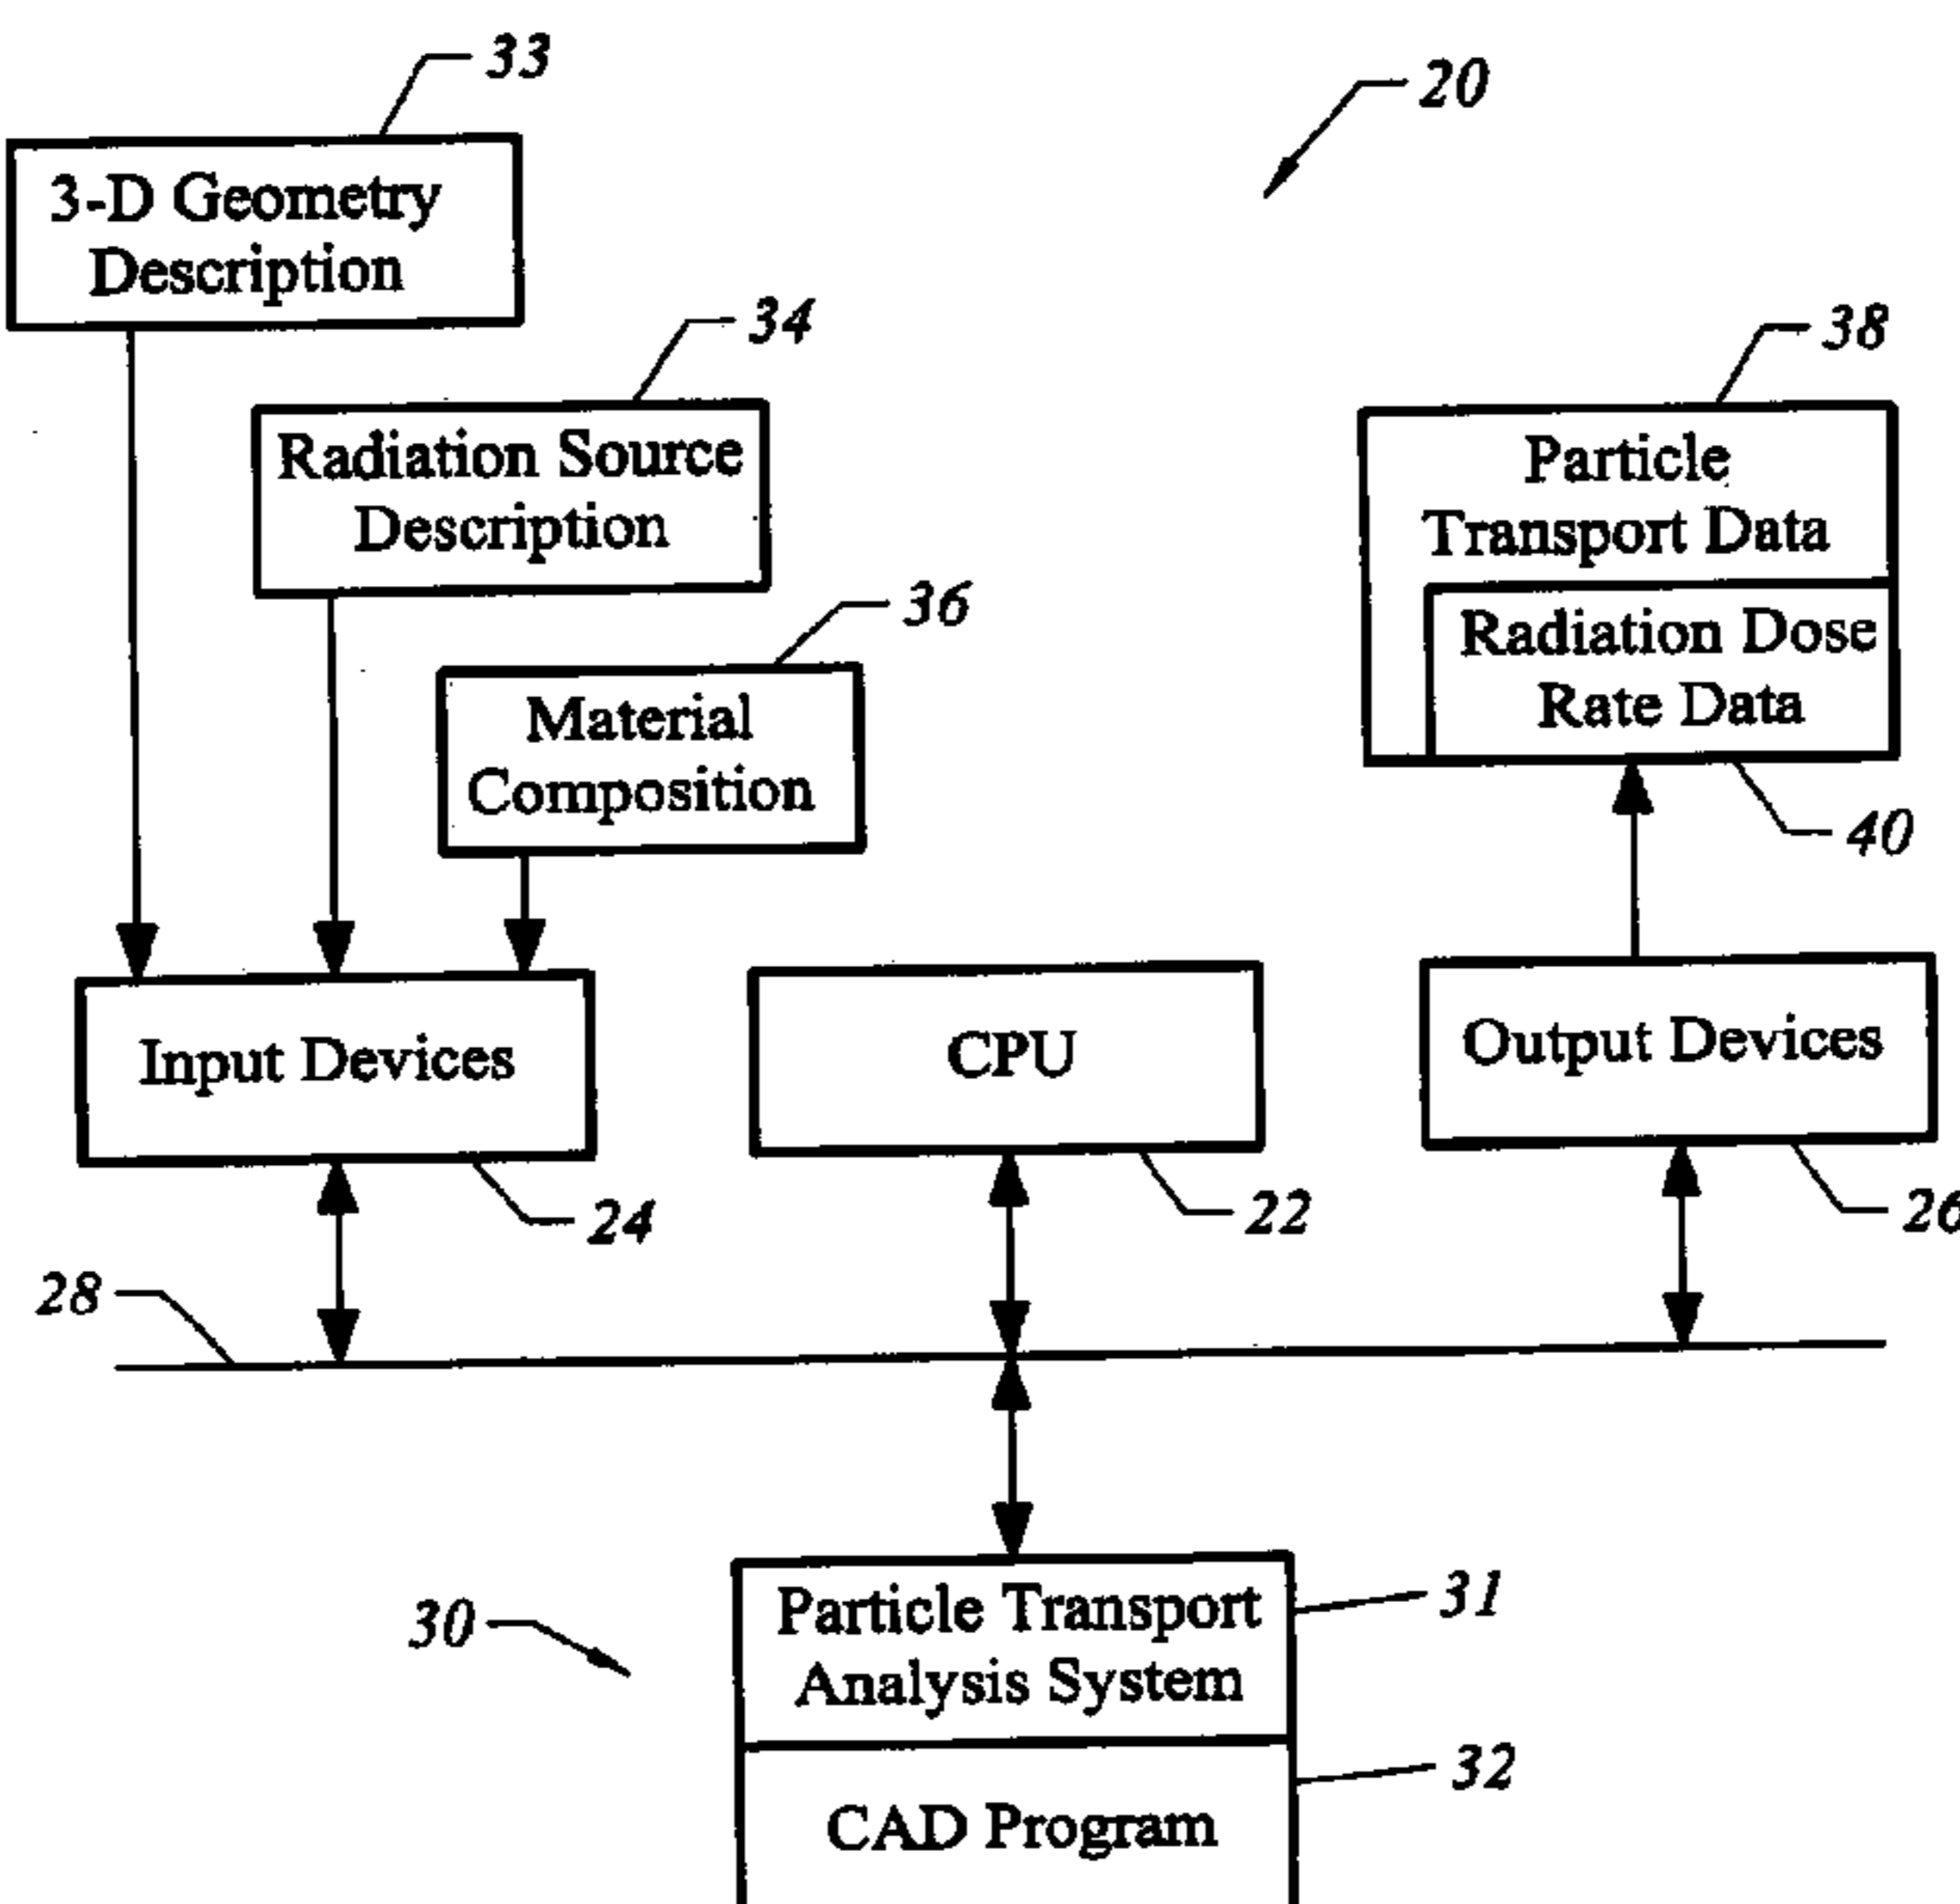 33
20
3-D Geometry
Description
34
38
Radiation Source
Description
Particle
Transport Data
36
Radiation Dose
Rate Data
Material
Composition
40
Input Devices
CPU
Output Devices
24
22
26
28
30
Particle Transport
Analysis System
31
32
CAD Program